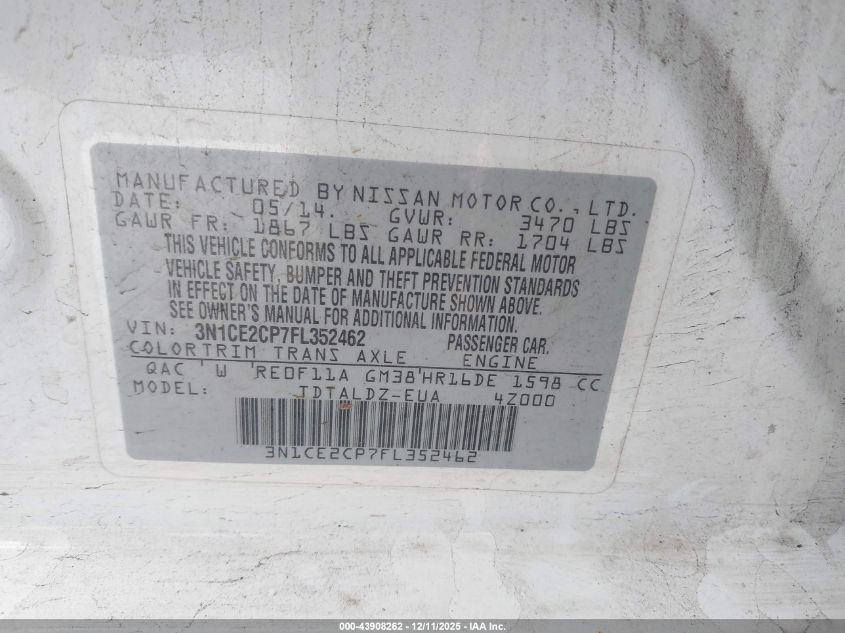 MANUFACTURED BY NISSAN MOTOR CO., LTD.
DATE: 05/14. GVWR: 3470 LBS
GAWR FR: 1867 LBS GAWR RR: 1704 LBS
THIS VEHICLE CONFORMS TO ALL APPLICABLE FEDERAL MOTOR
VEHICLE SAFETY, BUMPER AND THEFT PREVENTION STANDARDS
IN EFFECT ON THE DATE OF MANUFACTURE SHOWN ABOVE.
SEE OWNER'S MANUAL FOR ADDITIONAL INFORMATION.
VIN: 3N1CE2CP7FL352462 PASSENGER CAR.
COLOR TRIM TRANS AXLE ENGINE
QAC W RE0F11A GM38 HR16DE 1598 CC
MODEL: TDTALDZ-EUA 4Z000
3N1CE2CP7FL352462
000-43908262 - 12/11/2025 - IAA Inc.